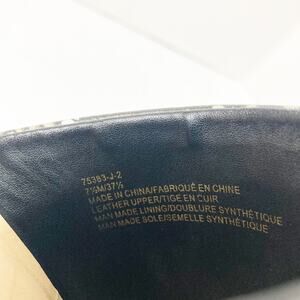 75383-J-2
7½M/37½
MADE IN CHINA/FABRIQUÉ EN CHINE
LEATHER UPPER/TIGE EN CUIR
MAN MADE LINING/DOUBLURE SYNTHÉTIQUE
MAN MADE SOLE/SEMELLE SYNTHÉTIQUE